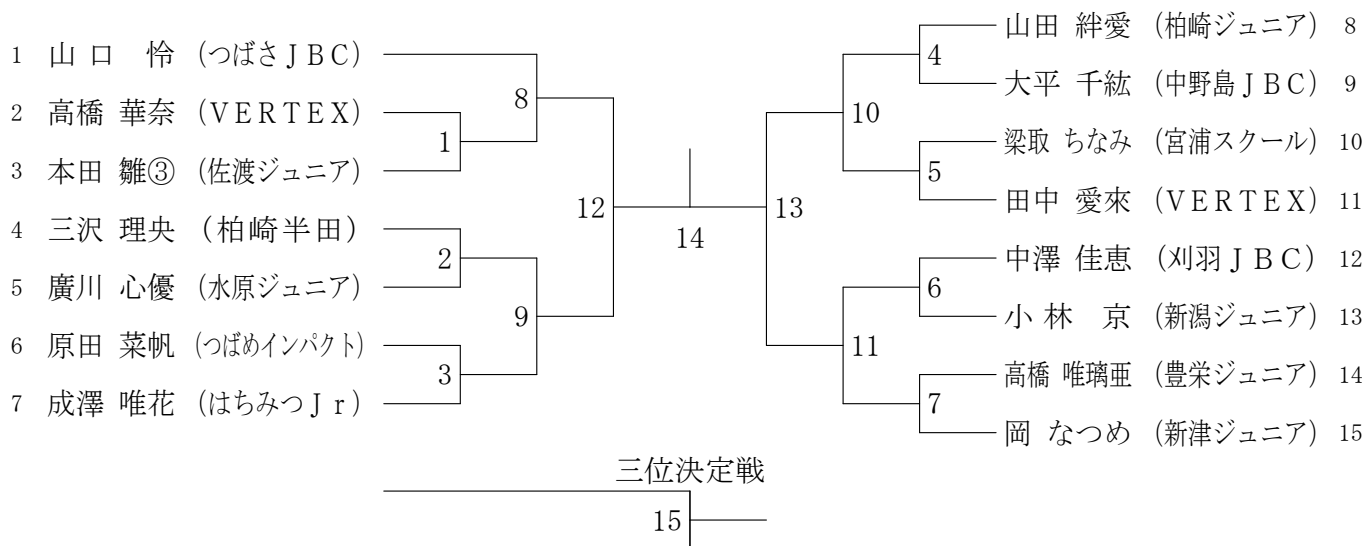 1 山口 怜 (つばさＪＢＣ)
2 高橋 華奈 (ＶＥＲＴＥＸ)
3 本田 雛③ (佐渡ジュニア)
4 三沢 理央 (柏崎半田)
5 廣川 心優 (水原ジュニア)
6 原田 菜帆 (つばめインパクト)
7 成澤 唯花 (はちみつＪｒ)
1
2
3
8
9
12
14
13
10
11
4
5
6
7
山田 絆愛 (柏崎ジュニア) 8
大平 千紘 (中野島ＪＢＣ) 9
梁取 ちなみ (宮浦スクール) 10
田中 愛來 (ＶＥＲＴＥＸ) 11
中澤 佳恵 (刈羽ＪＢＣ) 12
小林 京 (新潟ジュニア) 13
高橋 唯璃亜 (豊栄ジュニア) 14
岡 なつめ (新津ジュニア) 15
三位決定戦
15